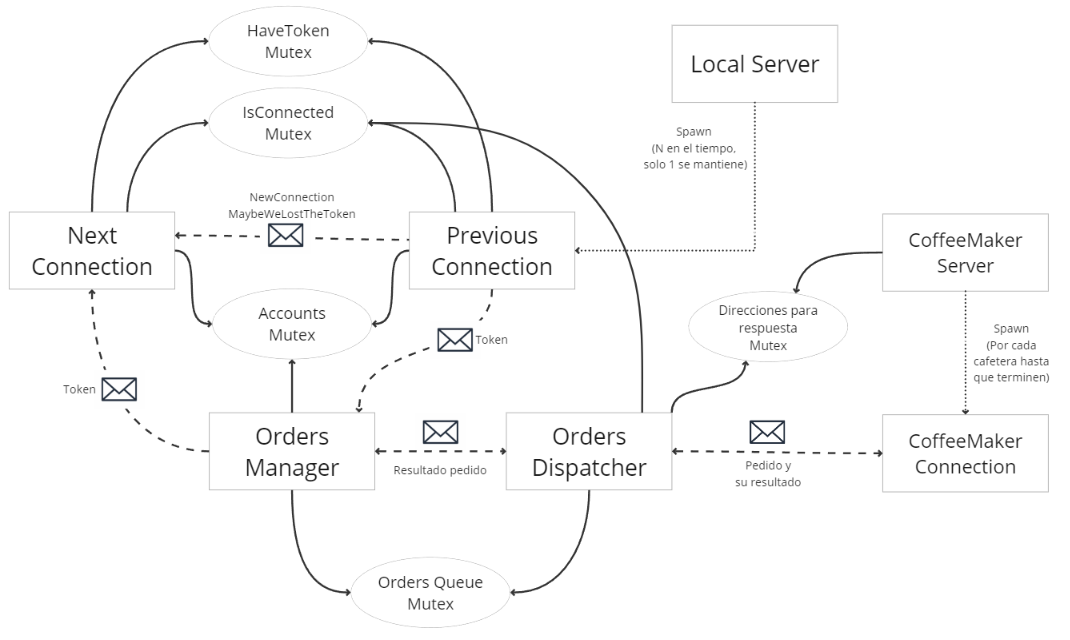 HaveToken
Mutex
Local Server
IsConnected
Mutex
Spawn
(N en el tiempo,
solo 1 se mantiene)
NewConnection
MaybeWeLostTheToken
Next
Connection
Previous
Connection
CoffeeMaker
Server
Accounts
Mutex
Direcciones para
respuesta
Mutex
Spawn
(Por cada
cafetera hasta
que terminen)
Token
Token
Orders
Manager
Resultado pedido
Orders
Dispatcher
Pedido y
su resultado
CoffeeMaker
Connection
Orders Queue
Mutex